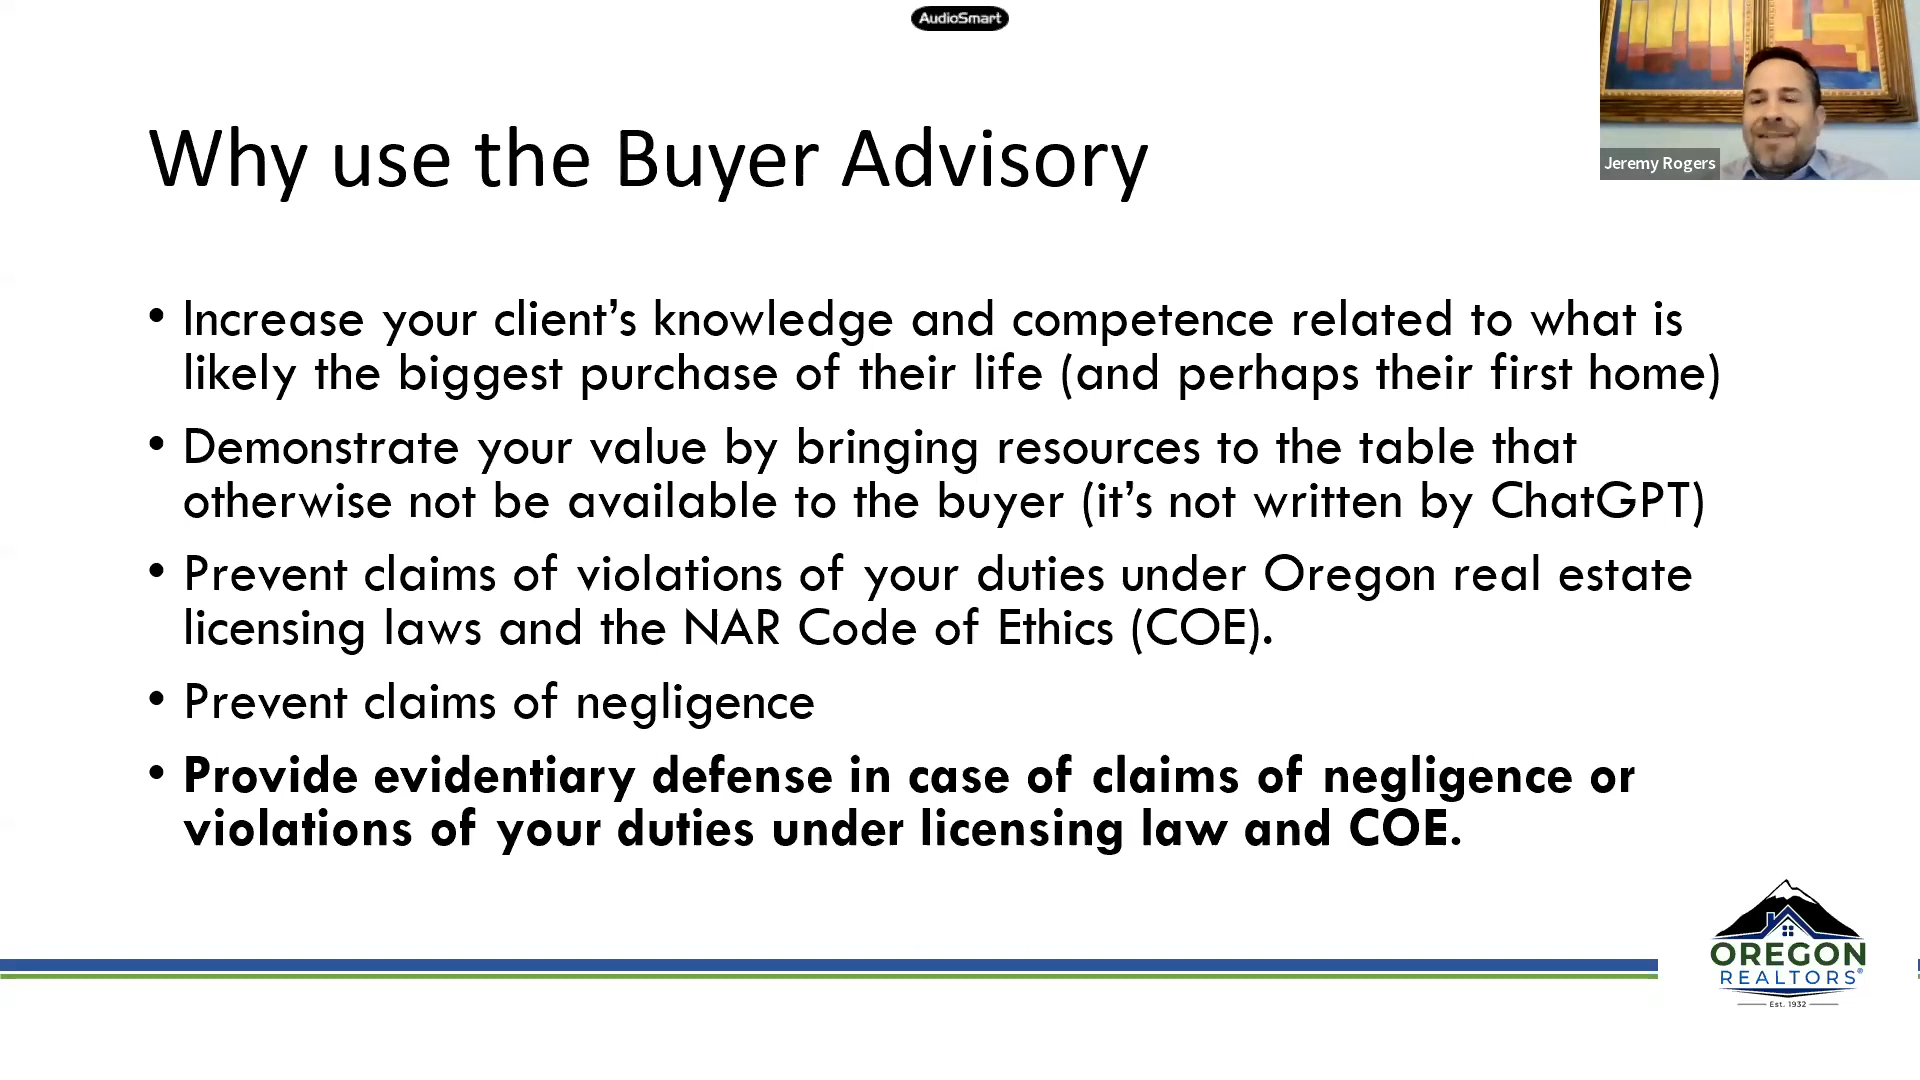 AudioSmart
Jeremy Rogers
Why use the Buyer Advisory
• Increase your client’s knowledge and competence related to what is
likely the biggest purchase of their life (and perhaps their first home)
• Demonstrate your value by bringing resources to the table that
otherwise not be available to the buyer (it’s not written by ChatGPT)
• Prevent claims of violations of your duties under Oregon real estate
licensing laws and the NAR Code of Ethics (COE).
• Prevent claims of negligence
• Provide evidentiary defense in case of claims of negligence or
violations of your duties under licensing law and COE.
OREGON
REALTORS®
Est. 1932